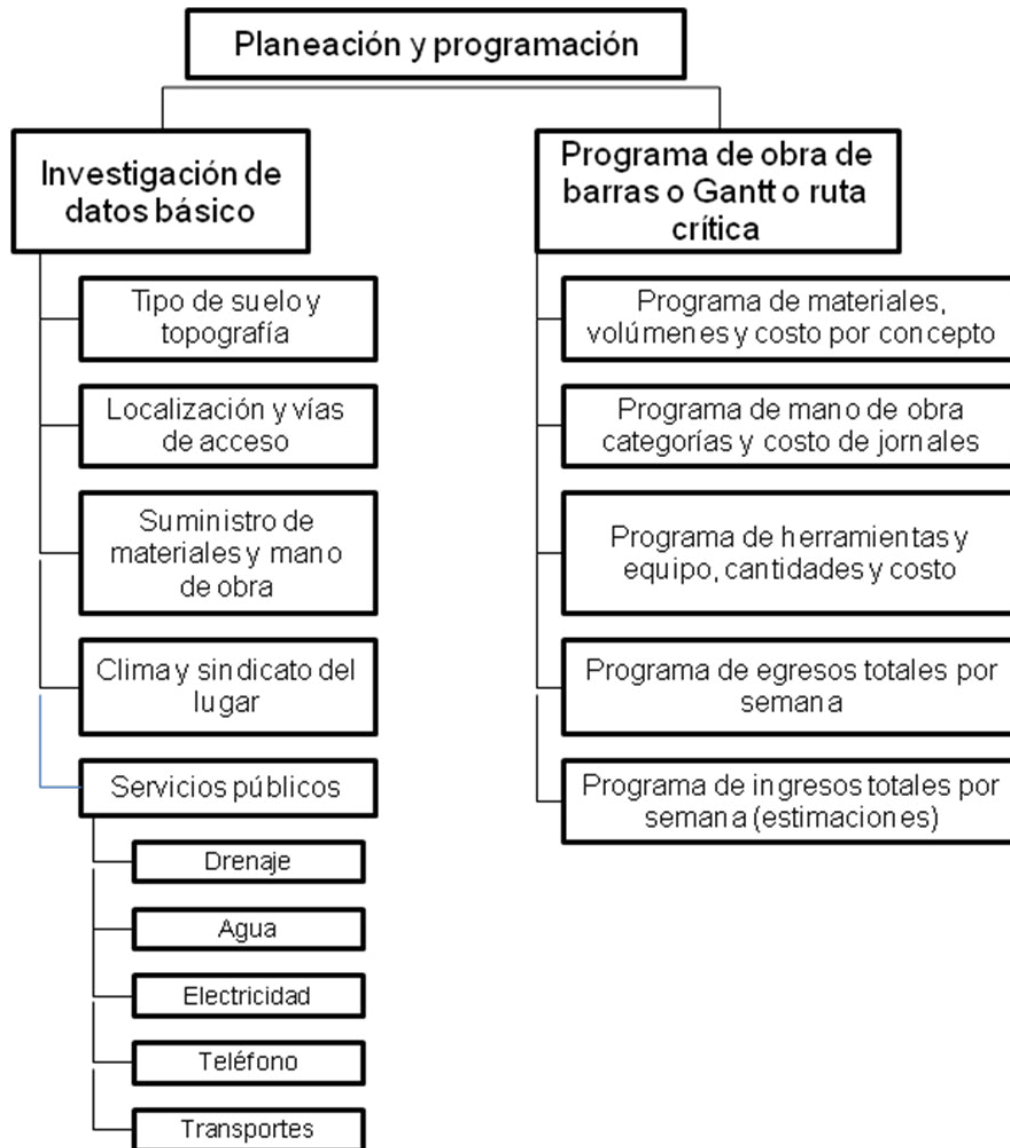 Planeación y programación
Investigación de
datos básico
Tipo de suelo y
topografía
Localización y vías
de acceso
Suministro de
materiales y mano
de obra
Clima y sindicato del
lugar
Servicios públicos
Drenaje
Agua
Electricidad
Teléfono
Transportes
Programa de obra de
barras o Gantt o ruta
crítica
Programa de materiales,
volúmenes y costo por concepto
Programa de mano de obra
categorías y costo de jornales
Programa de herramientas y
equipo, cantidades y costo
Programa de egresos totales por
semana
Programa de ingresos totales por
semana (estimaciones)